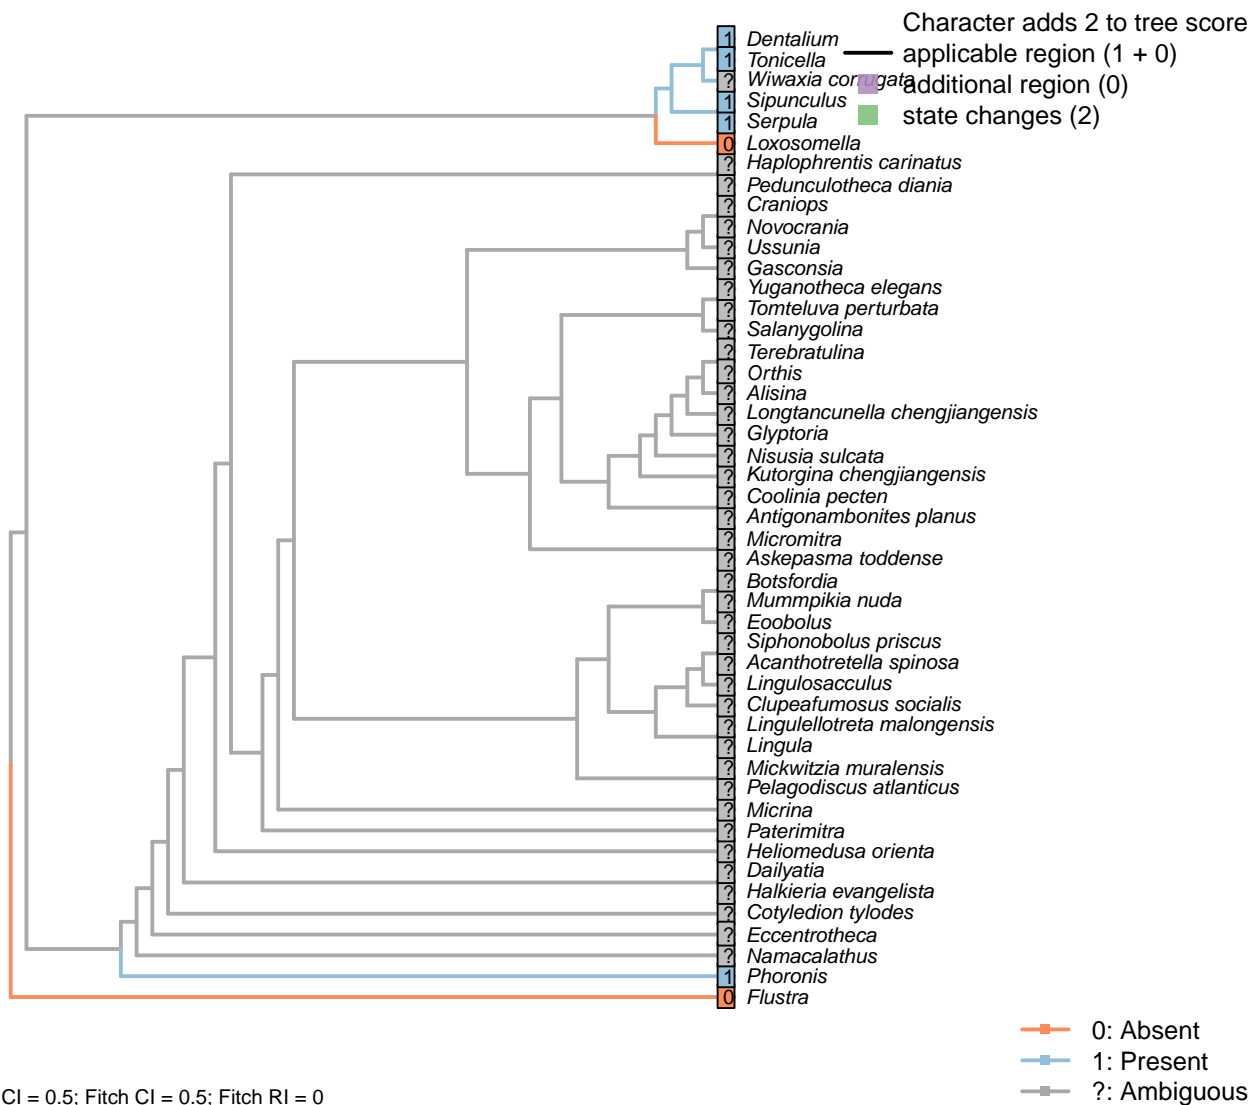 Character adds 2 to tree score
applicable region (1 + 0)
additional region (0)
state changes (2)
1 Dentalium
1 Tonicella
? Wiwaxia corrugata
1 Sipunculus
1 Serpula
0 Loxosomella
? Haplophrentis carinatus
? Pedunculotheca diania
? Craniops
? Novocrania
? Ussunia
? Gasconsia
? Yuganotheca elegans
? Tomteluva perturbata
? Salanygolina
? Terebratulina
? Orthis
? Alisina
? Longtancunella chengjiangensis
? Glyptoria
? Nisusia sulcata
? Kutorgina chengjiangensis
? Coolinia pecten
? Antigonambonites planus
? Micromitra
? Askepasma toddense
? Botsfordia
? Mummpikia nuda
? Eoobolus
? Siphonobolus priscus
? Acanthotretella spinosa
? Lingulosacculus
? Clupeafumosus socialis
? Lingulellotreta malongensis
? Lingula
? Mickwitzia muralensis
? Pelagodiscus atlanticus
? Micrina
? Paterimitra
? Heliomedusa orienta
? Dailyatia
? Halkieria evangelista
? Cotyledion tylodes
? Eccentrotheca
? Namacalathus
1 Phoronis
0 Flustra
0: Absent
1: Present
?: Ambiguous
CI = 0.5; Fitch CI = 0.5; Fitch RI = 0